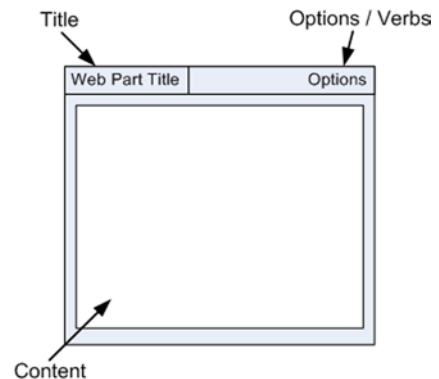 Title
Options / Verbs
Web Part Title
Options
Content